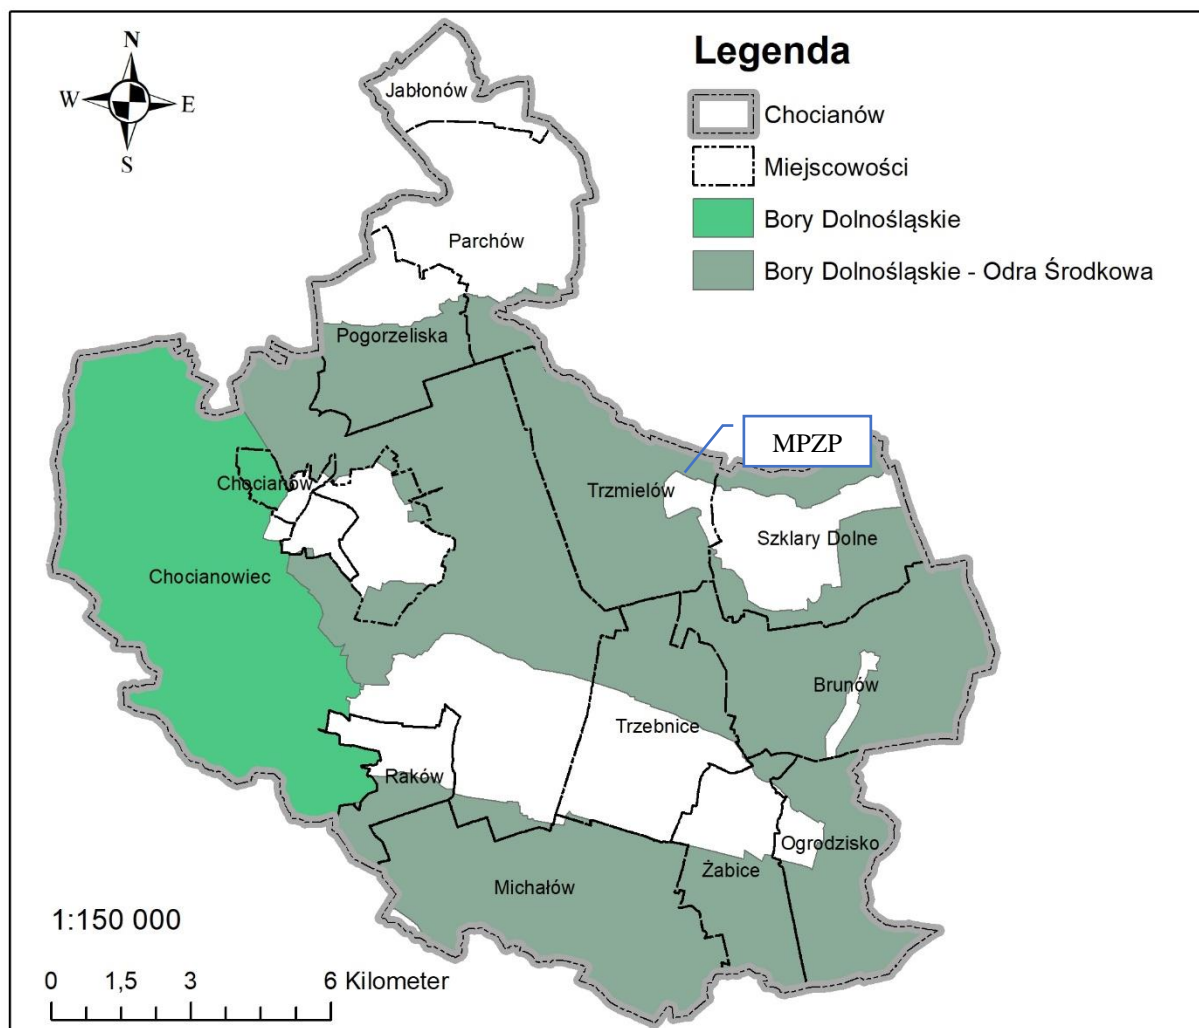 N
W E
S
Legenda
Chocianów
Miejscowości
Bory Dolnośląskie
Bory Dolnośląskie - Odra Środkowa
Jabłonów
Parchów
Pogorzeliska
MPZP
Chocianów
Trzmielów
Szklary Dolne
Chocianowiec
Brunów
Trzebnice
Raków
Ogrodzisko
Żabice
Michałów
1:150 000
0 1,5 3 6 Kilometer